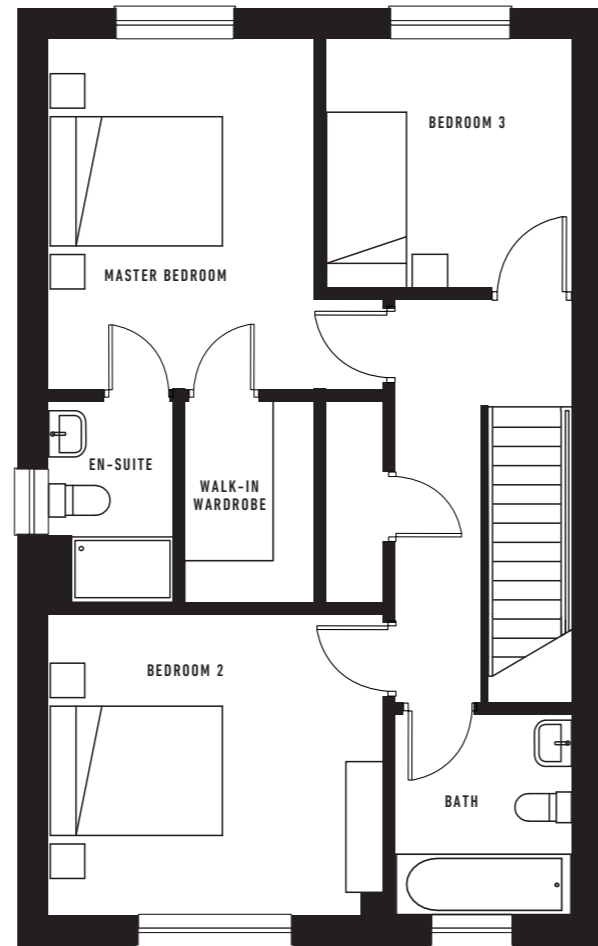 BEDROOM 3
MASTER BEDROOM
EN-SUITE
WALK-IN
WARDROBE
BEDROOM 2
BATH